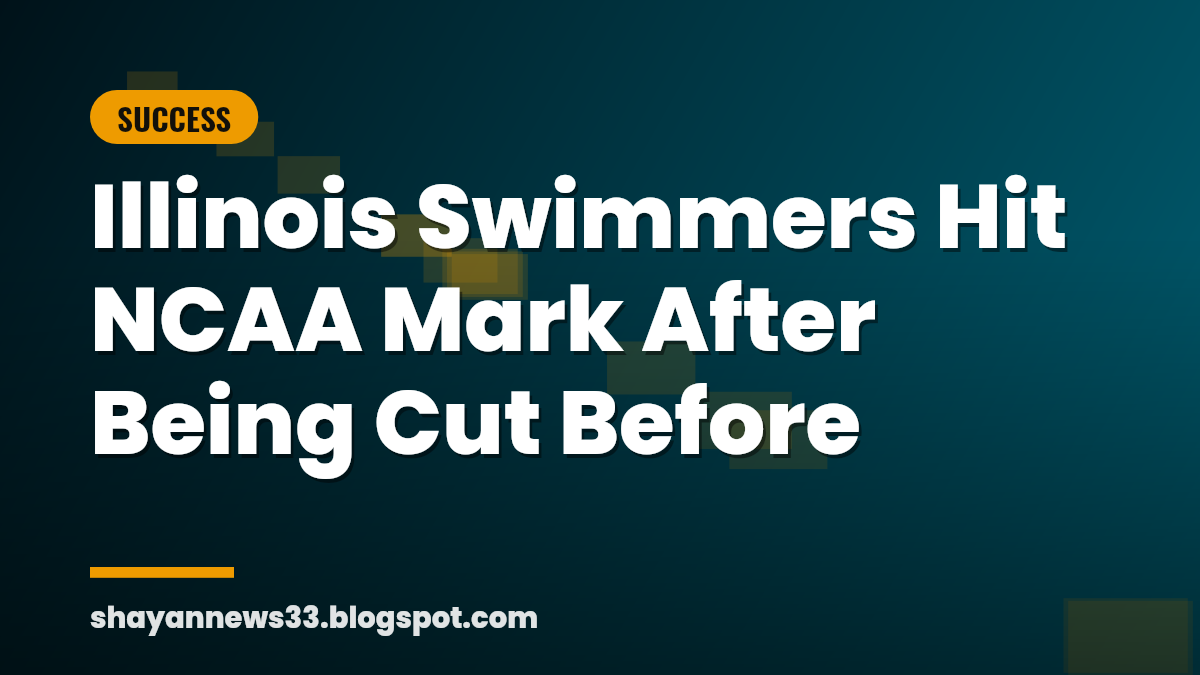 SUCCESS
Illinois Swimmers Hit
NCAA Mark After
Being Cut Before
shayannews33.blogspot.com